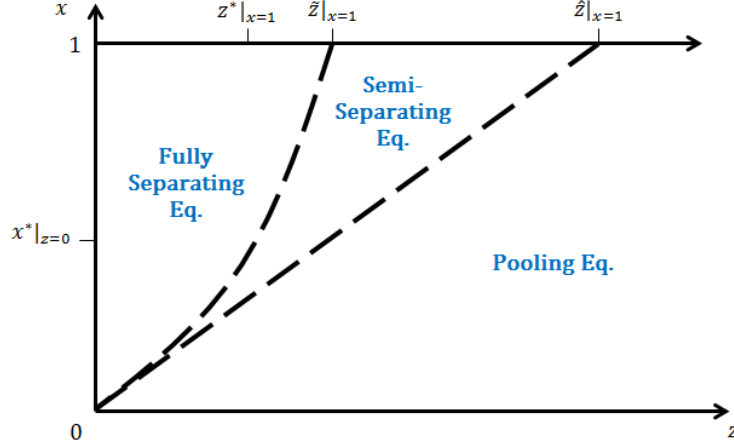 x z*|x=1 z̃|x=1 ẑ|x=1
1
Semi-
Separating
Eq.
Fully
Separating
Eq.
x*|z=0
Pooling Eq.
0 z